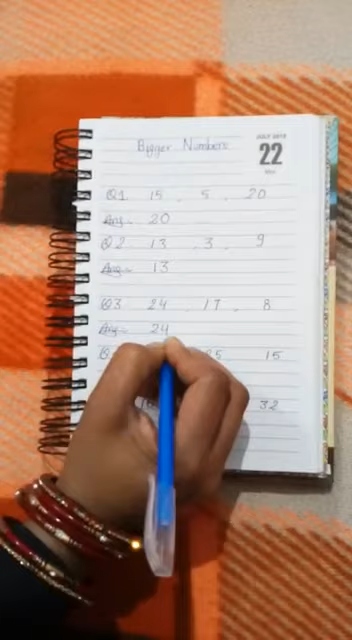 JULY 2019
Bigger Numbers
22
Q1 15 , 5 , 20
Ans- 20
Q2 13 , 3 , 9
Ans- 13
Q3 24 , 17 , 8
Ans- 24
25 15
32